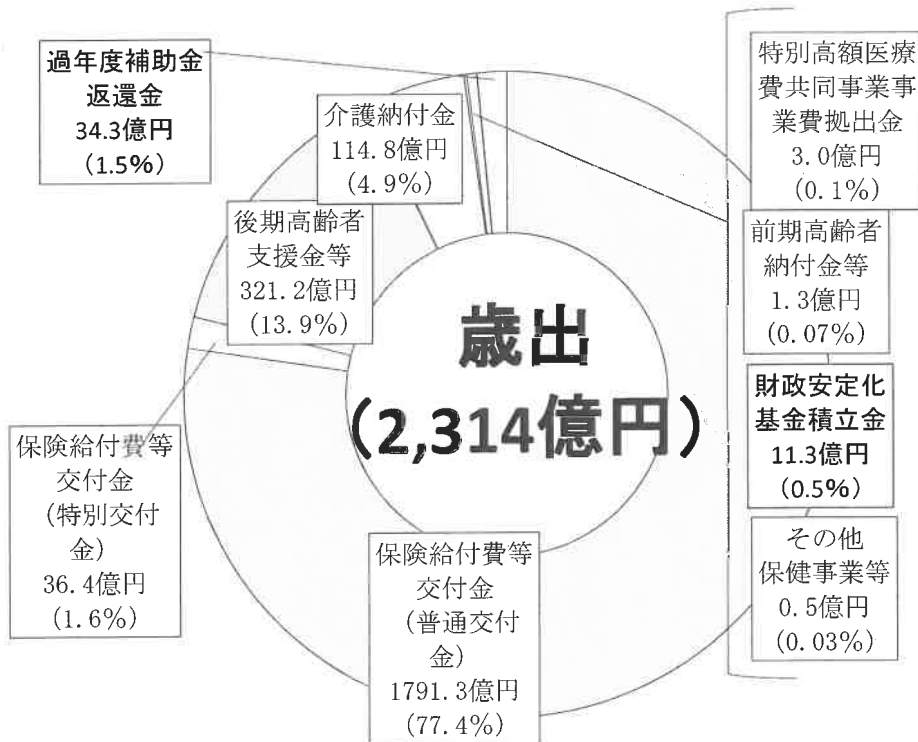 過年度補助金
返還金
34.3億円
(1.5%)
介護納付金
114.8億円
(4.9%)
後期高齢者
支援金等
321.2億円
(13.9%)
保険給付費等
交付金
(特別交付
金)
36.4億円
(1.6%)
歳出
(2,314億円)
保険給付費等
交付金
(普通交付
金)
1791.3億円
(77.4%)
特別高額医療
費共同事業事
業費拠出金
3.0億円
(0.1%)
前期高齢者
納付金等
1.3億円
(0.07%)
財政安定化
基金積立金
11.3億円
(0.5%)
その他
保健事業等
0.5億円
(0.03%)